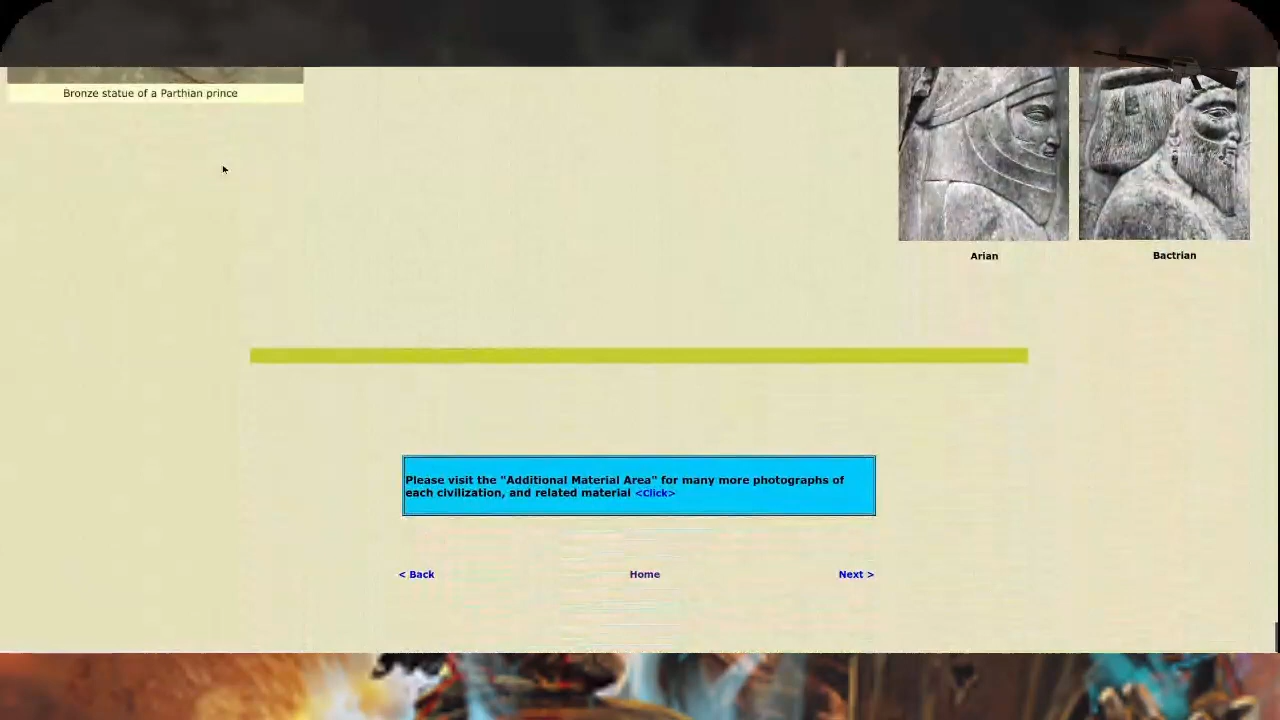 Bronze statue of a Parthian prince
Arian
Bactrian
Please visit the "Additional Material Area" for many more photographs of
each civilization, and related material <Click>
< Back
Home
Next >